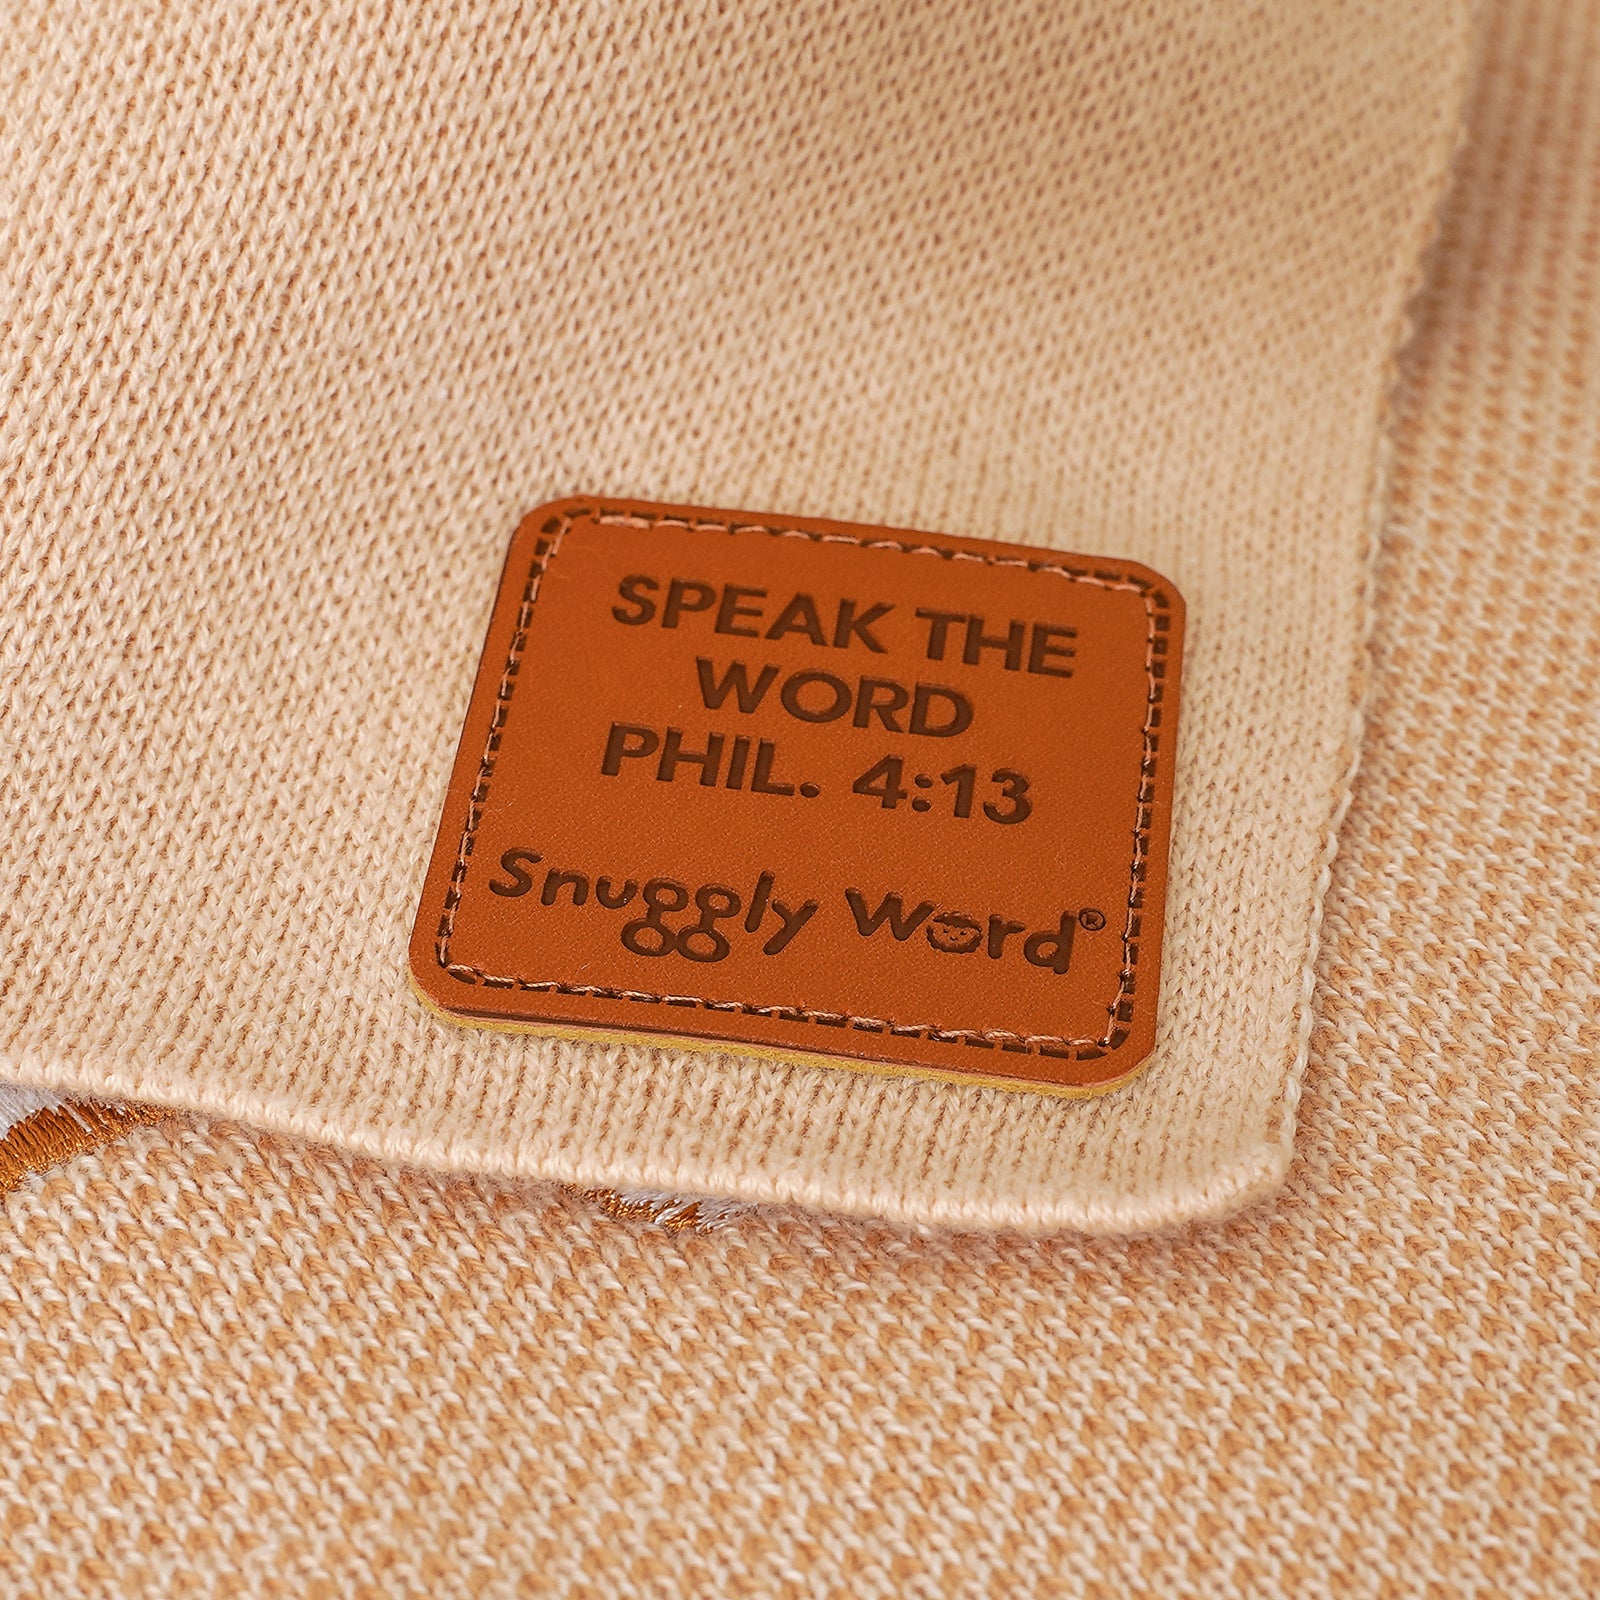 SPEAK THE
WORD
PHIL. 4:13
Snuggly Word®